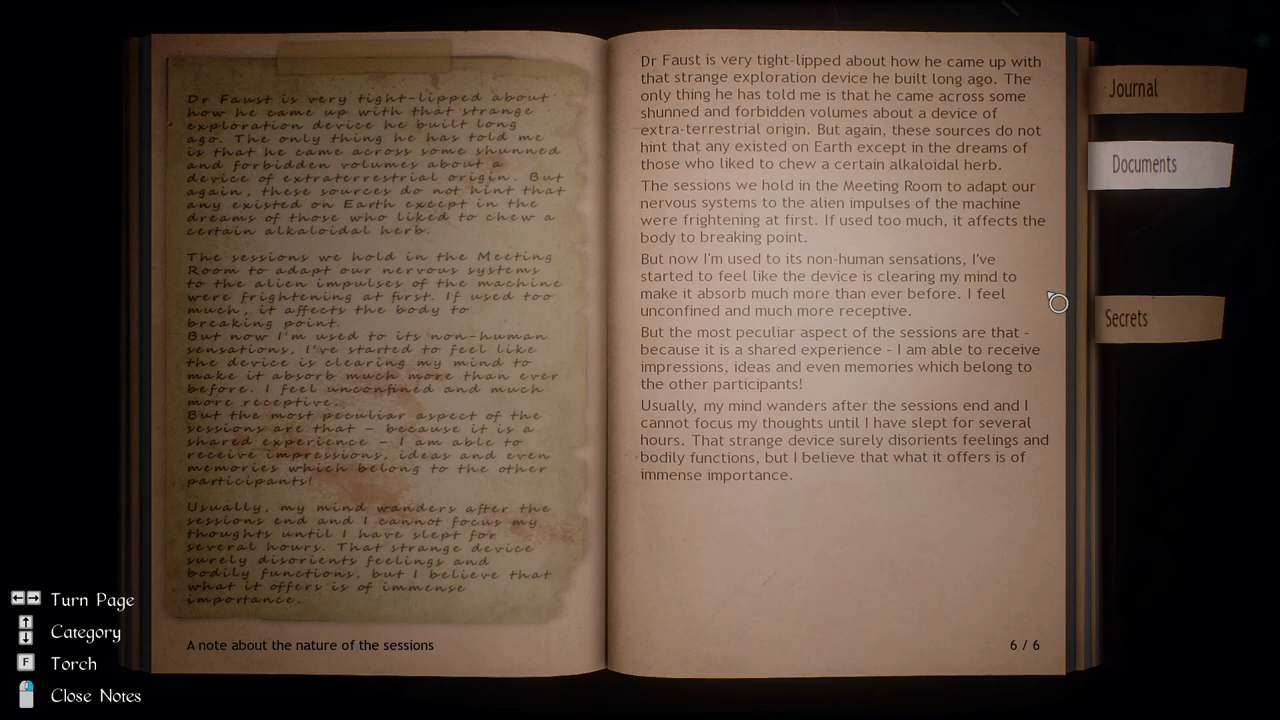 Dr Faust is very tight-lipped about
how he came up with that strange
exploration device he built long
ago. The only thing he has told me
is that he came across some shunned
and forbidden volumes about a
device of extraterrestrial origin. But
again, these sources do not hint that
any existed on Earth except in the
dreams of those who liked to chew a
certain alkaloidal herb.
The sessions we hold in the Meeting
Room to adapt our nervous systems
to the alien impulses of the machine
were frightening at first. If used too
much, it affects the body to
breaking point.
But now I'm used to its non-human
sensations, I've started to feel like
the device is clearing my mind to
make it absorb much more than ever
before. I feel unconfined and much
more receptive.
But the most peculiar aspect of the
sessions are that - because it is a
shared experience - I am able to
receive impressions, ideas and even
memories which belong to the other
participants!
Usually, my mind wanders after the
sessions end and I cannot focus my
thoughts until I have slept for
several hours. That strange device
surely disorients feelings and
bodily functions, but I believe that
what it offers is of immense
importance.
A note about the nature of the sessions
Dr Faust is very tight-lipped about how he came up with
that strange exploration device he built long ago. The
only thing he has told me is that he came across some
shunned and forbidden volumes about a device of
extra-terrestrial origin. But again, these sources do not
hint that any existed on Earth except in the dreams of
those who liked to chew a certain alkaloidal herb.
The sessions we hold in the Meeting Room to adapt our
nervous systems to the alien impulses of the machine
were frightening at first. If used too much, it affects the
body to breaking point.
But now I'm used to its non-human sensations, I've
started to feel like the device is clearing my mind to
make it absorb much more than ever before. I feel
unconfined and much more receptive.
But the most peculiar aspect of the sessions are that -
because it is a shared experience - I am able to receive
impressions, ideas and even memories which belong to
the other participants!
Usually, my mind wanders after the sessions end and I
cannot focus my thoughts until I have slept for several
hours. That strange device surely disorients feelings and
bodily functions, but I believe that what it offers is of
immense importance.
6 / 6
Journal
Documents
Secrets
←→ Turn Page
↑↓ Category
F Torch
Close Notes